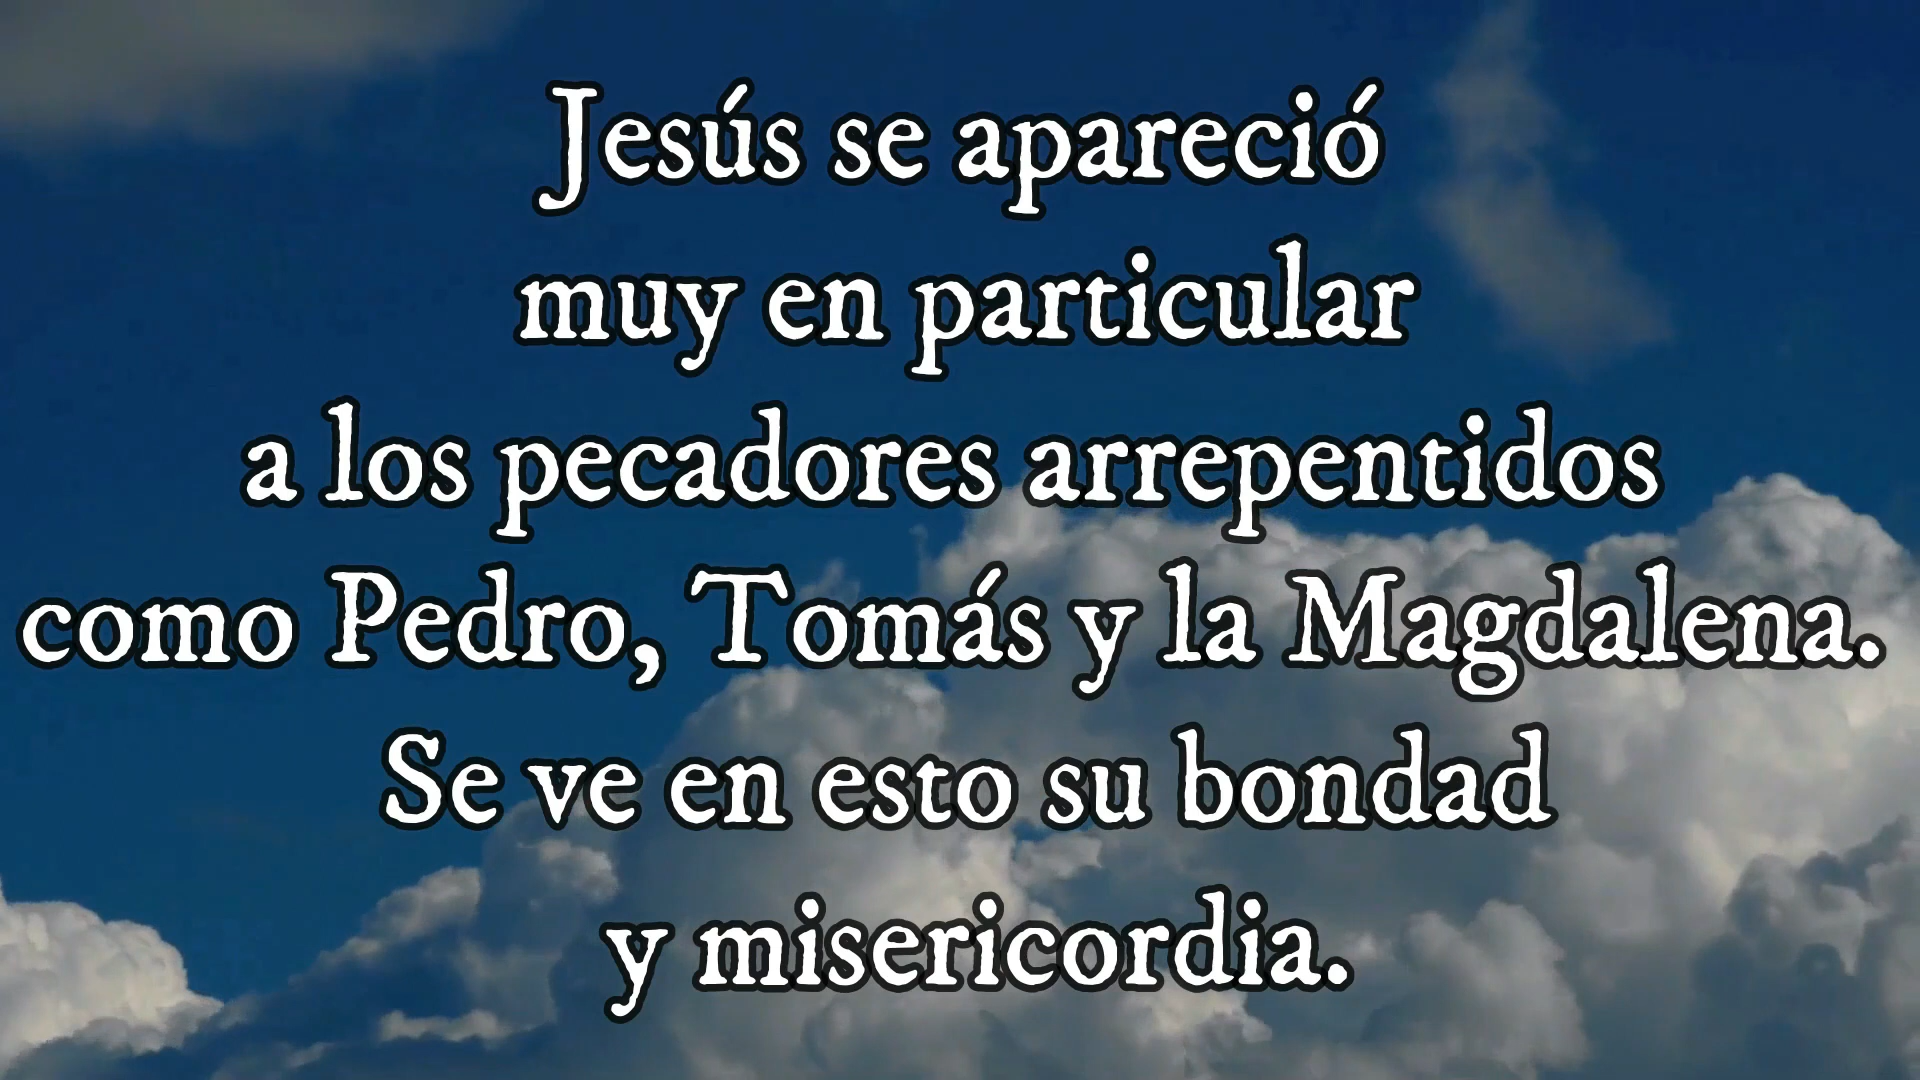 Jesús se apareció
muy en particular
a los pecadores arrepentidos
como Pedro, Tomás y la Magdalena.
Se ve en esto su bondad
y misericordia.